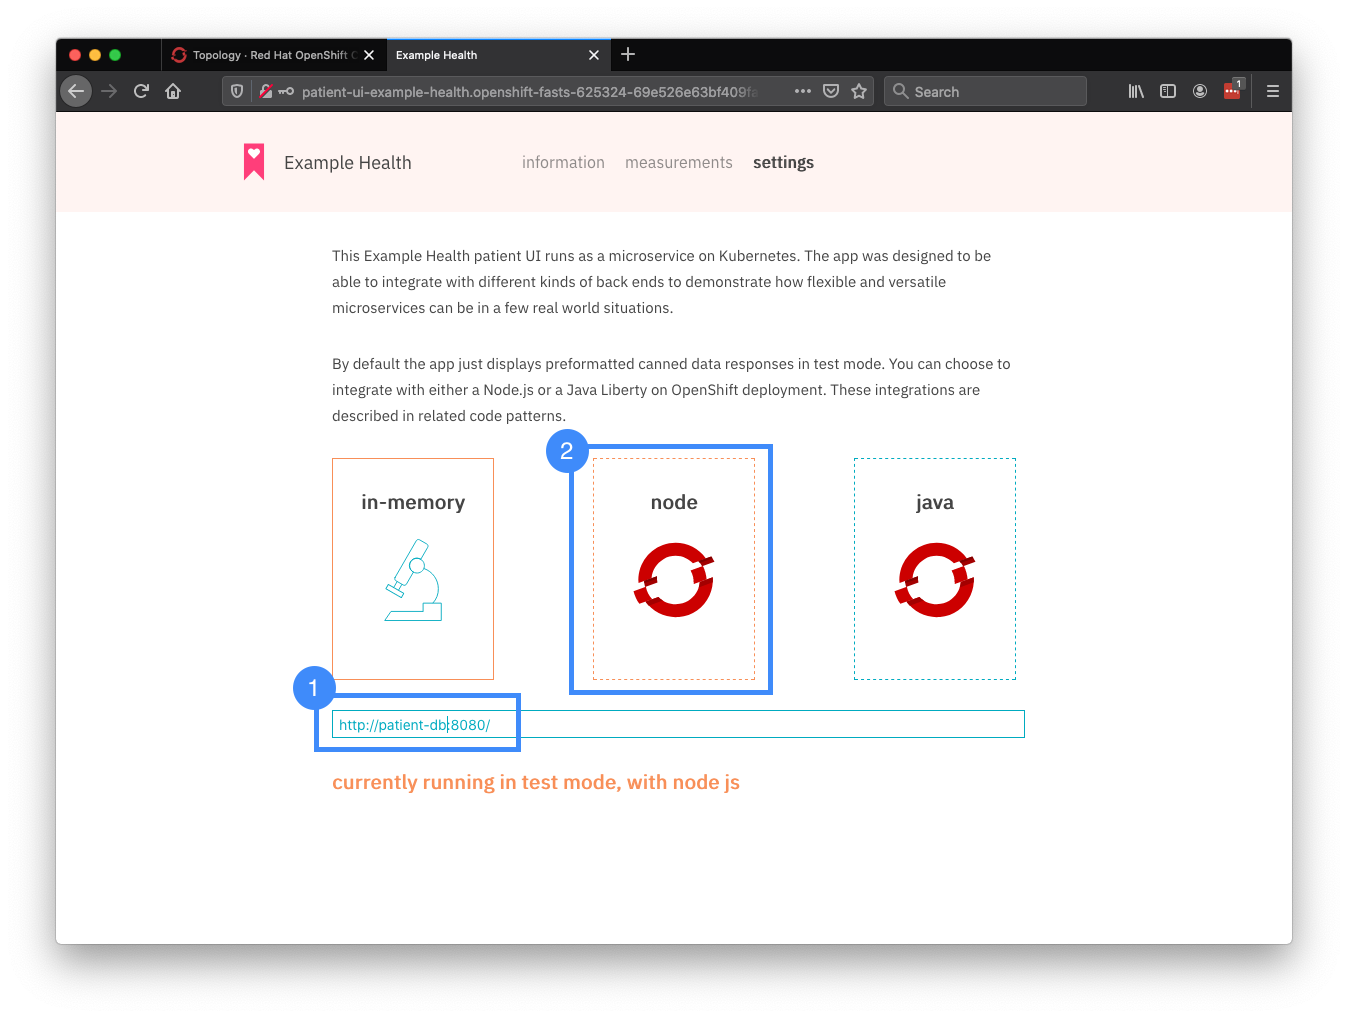 Topology · Red Hat OpenShift C
Example Health
patient-ui-example-health.openshift-fasts-625324-69e526e63bf409fa
Search
1
Example Health
information
measurements
settings
This Example Health patient UI runs as a microservice on Kubernetes. The app was designed to be
able to integrate with different kinds of back ends to demonstrate how flexible and versatile
microservices can be in a few real world situations.
By default the app just displays preformatted canned data responses in test mode. You can choose to
integrate with either a Node.js or a Java Liberty on OpenShift deployment. These integrations are
described in related code patterns.
2
in-memory
node
java
1
http://patient-db:8080/
currently running in test mode, with node js